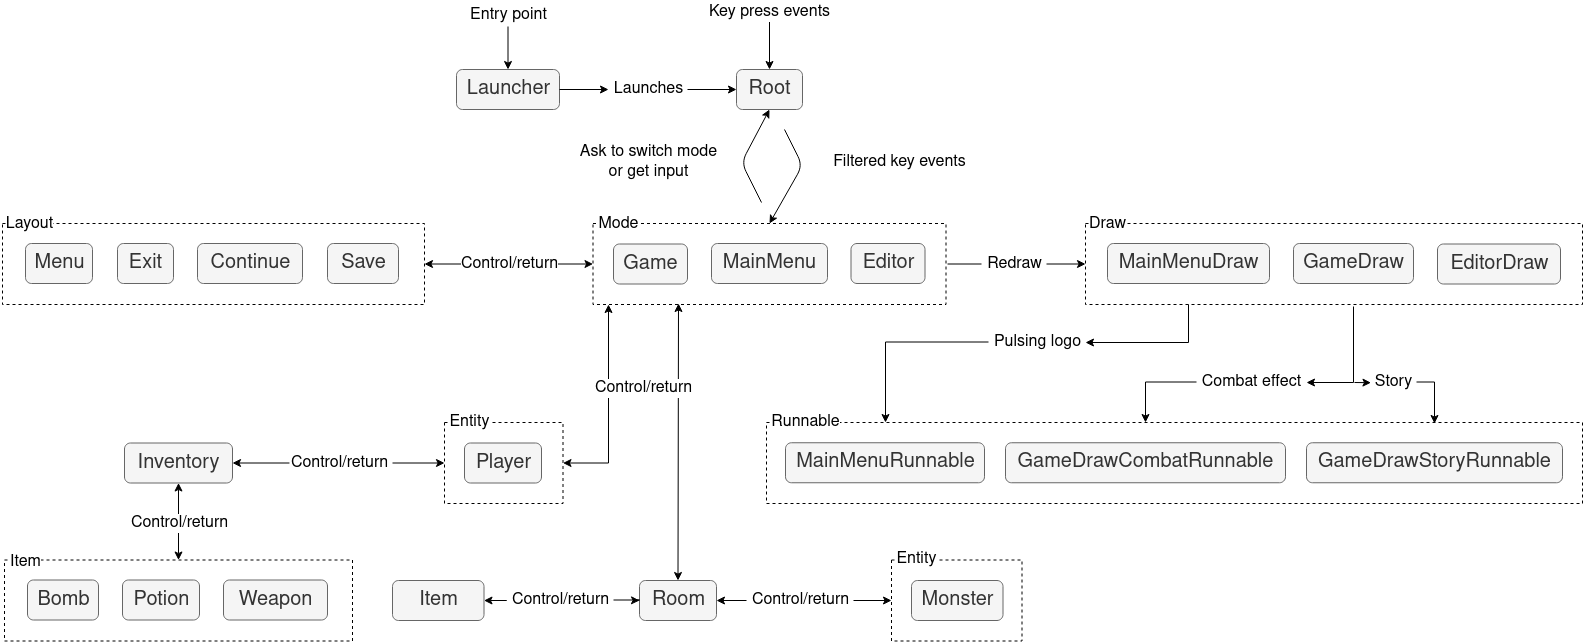 Entry point
Key press events
Launcher
Launches
Root
Ask to switch mode
or get input
Filtered key events
Layout
Mode
Draw
Menu
Exit
Continue
Save
Control/return
Game
MainMenu
Editor
Redraw
MainMenuDraw
GameDraw
EditorDraw
Pulsing logo
Control/return
Combat effect
Story
Entity
Runnable
Inventory
Control/return
Player
MainMenuRunnable
GameDrawCombatRunnable
GameDrawStoryRunnable
Control/return
Item
Entity
Bomb
Potion
Weapon
Item
Control/return
Room
Control/return
Monster